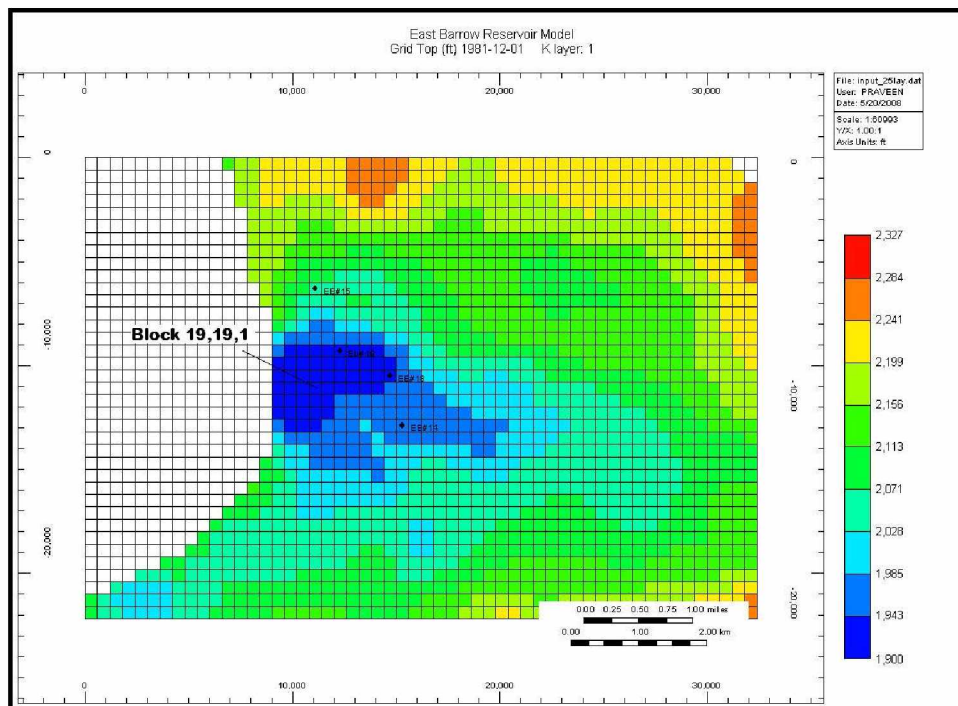 East Barrow Reservoir Model
Grid Top (ft) 1981-12-01 K layer: 1
File: input_25lay.dat
User: PRAVEEN
Date: 5/20/2008
Scale: 1:60993
Y/X: 1.00:1
Axis Units: ft
0 10,000 20,000 30,000
0
-10,000
-20,000
0
-10,000
-20,000
EE#15
Block 19,19,1
EE#14
2,327
2,284
2,241
2,199
2,156
2,113
2,071
2,028
1,985
1,943
1,900
0.00 0.25 0.50 0.75 1.00 miles
0.00 1.00 2.00 km
0 10,000 20,000 30,000